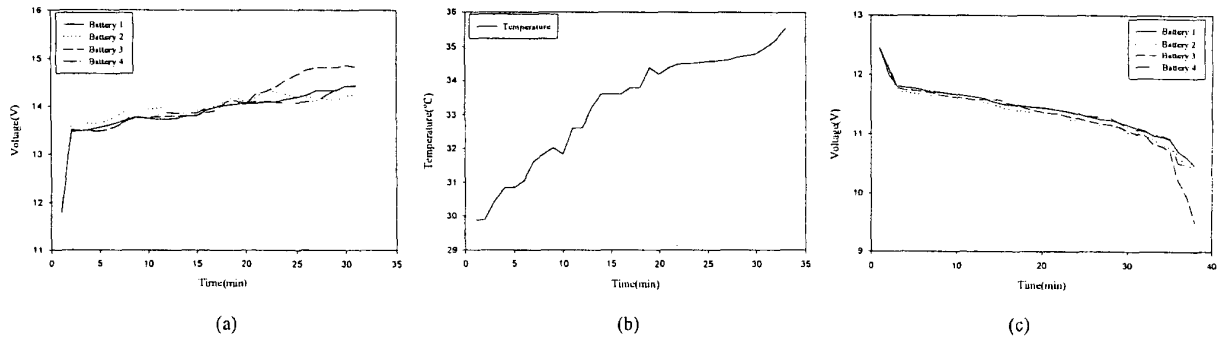 16
15
14
13
12
11
Voltage(V)
Battery 1
Battery 2
Battery 3
Battery 4
0 5 10 15 20 25 30 35
Time(min)
(a)
36
35
34
33
32
31
30
29
Temperature(°C)
Temperature
0 5 10 15 20 25 30 35
Time(min)
(b)
13
12
11
10
9
Voltage(V)
Battery 1
Battery 2
Battery 3
Battery 4
0 10 20 30 40
Time(min)
(c)